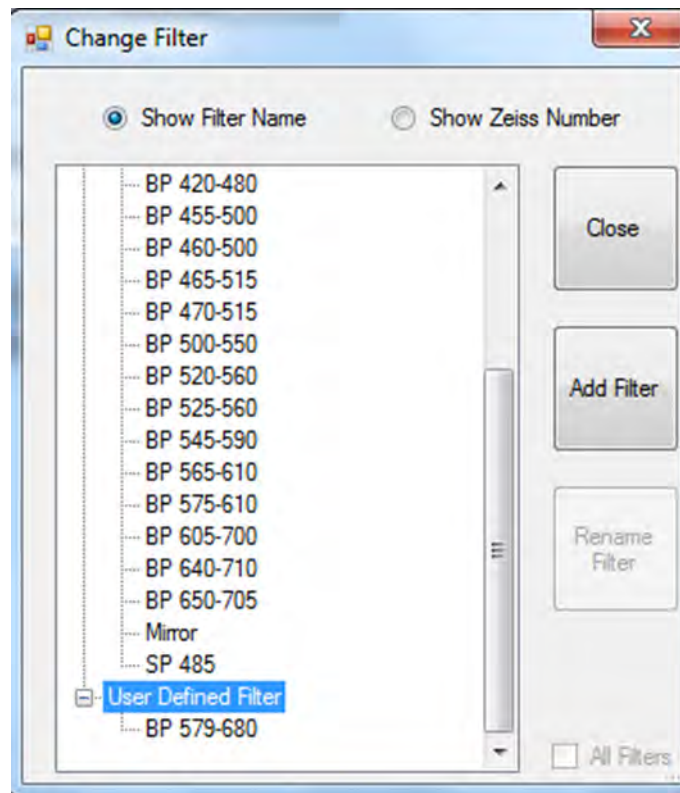 Change Filter
Show Filter Name
Show Zeiss Number
BP 420-480
BP 455-500
BP 460-500
BP 465-515
BP 470-515
BP 500-550
BP 520-560
BP 525-560
BP 545-590
BP 565-610
BP 575-610
BP 605-700
BP 640-710
BP 650-705
Mirror
SP 485
User Defined Filter
BP 579-680
Close
Add Filter
Rename
Filter
All Filters